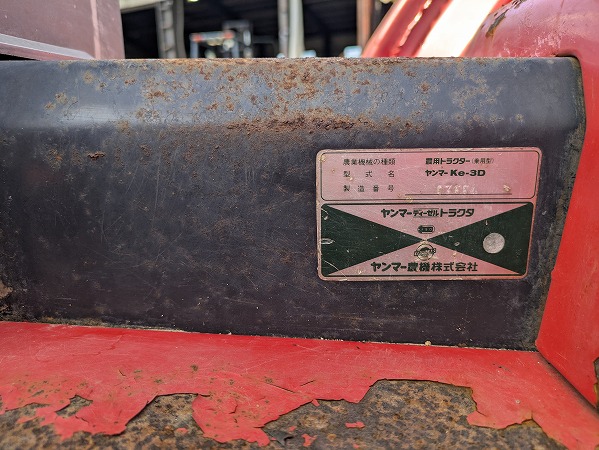 農業機械の種類 農用トラクター(乗用型)
型式名 ヤンマー Ke-3D
製造番号
ヤンマーディーゼルトラクタ
ヤンマー農機株式会社